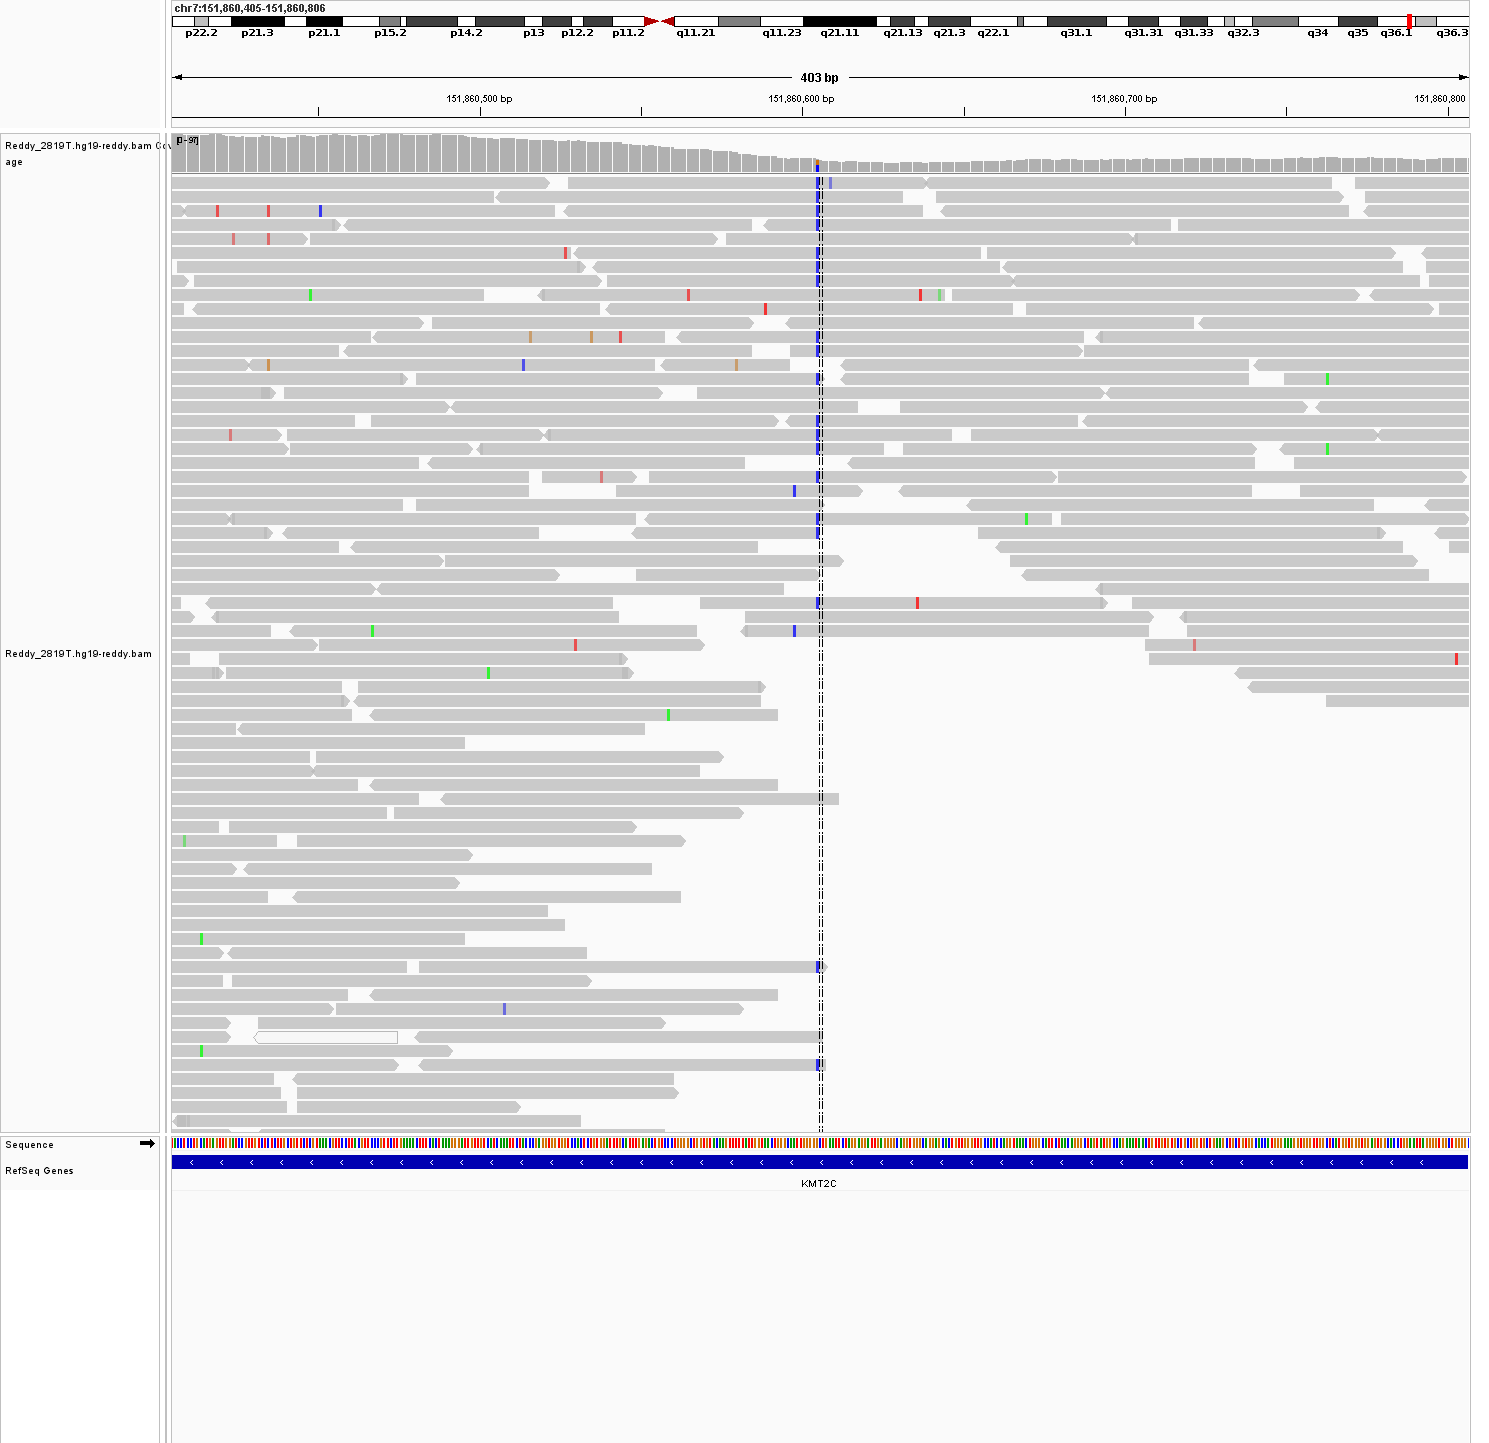 chr7:151,860,405-151,860,806
p22.2 p21.3 p21.1 p15.2 p14.2 p13 p12.2 p11.2 q11.21 q11.23 q21.11 q21.13 q21.3 q22.1 q31.1 q31.31 q31.33 q32.3 q34 q35 q36.1 q36.3
403 bp
151,860,500 bp 151,860,600 bp 151,860,700 bp 151,860,800
[0 - 97]
Reddy_2819T.hg19-reddy.bam Cov
age
Reddy_2819T.hg19-reddy.bam
Sequence
RefSeq Genes
KMT2C